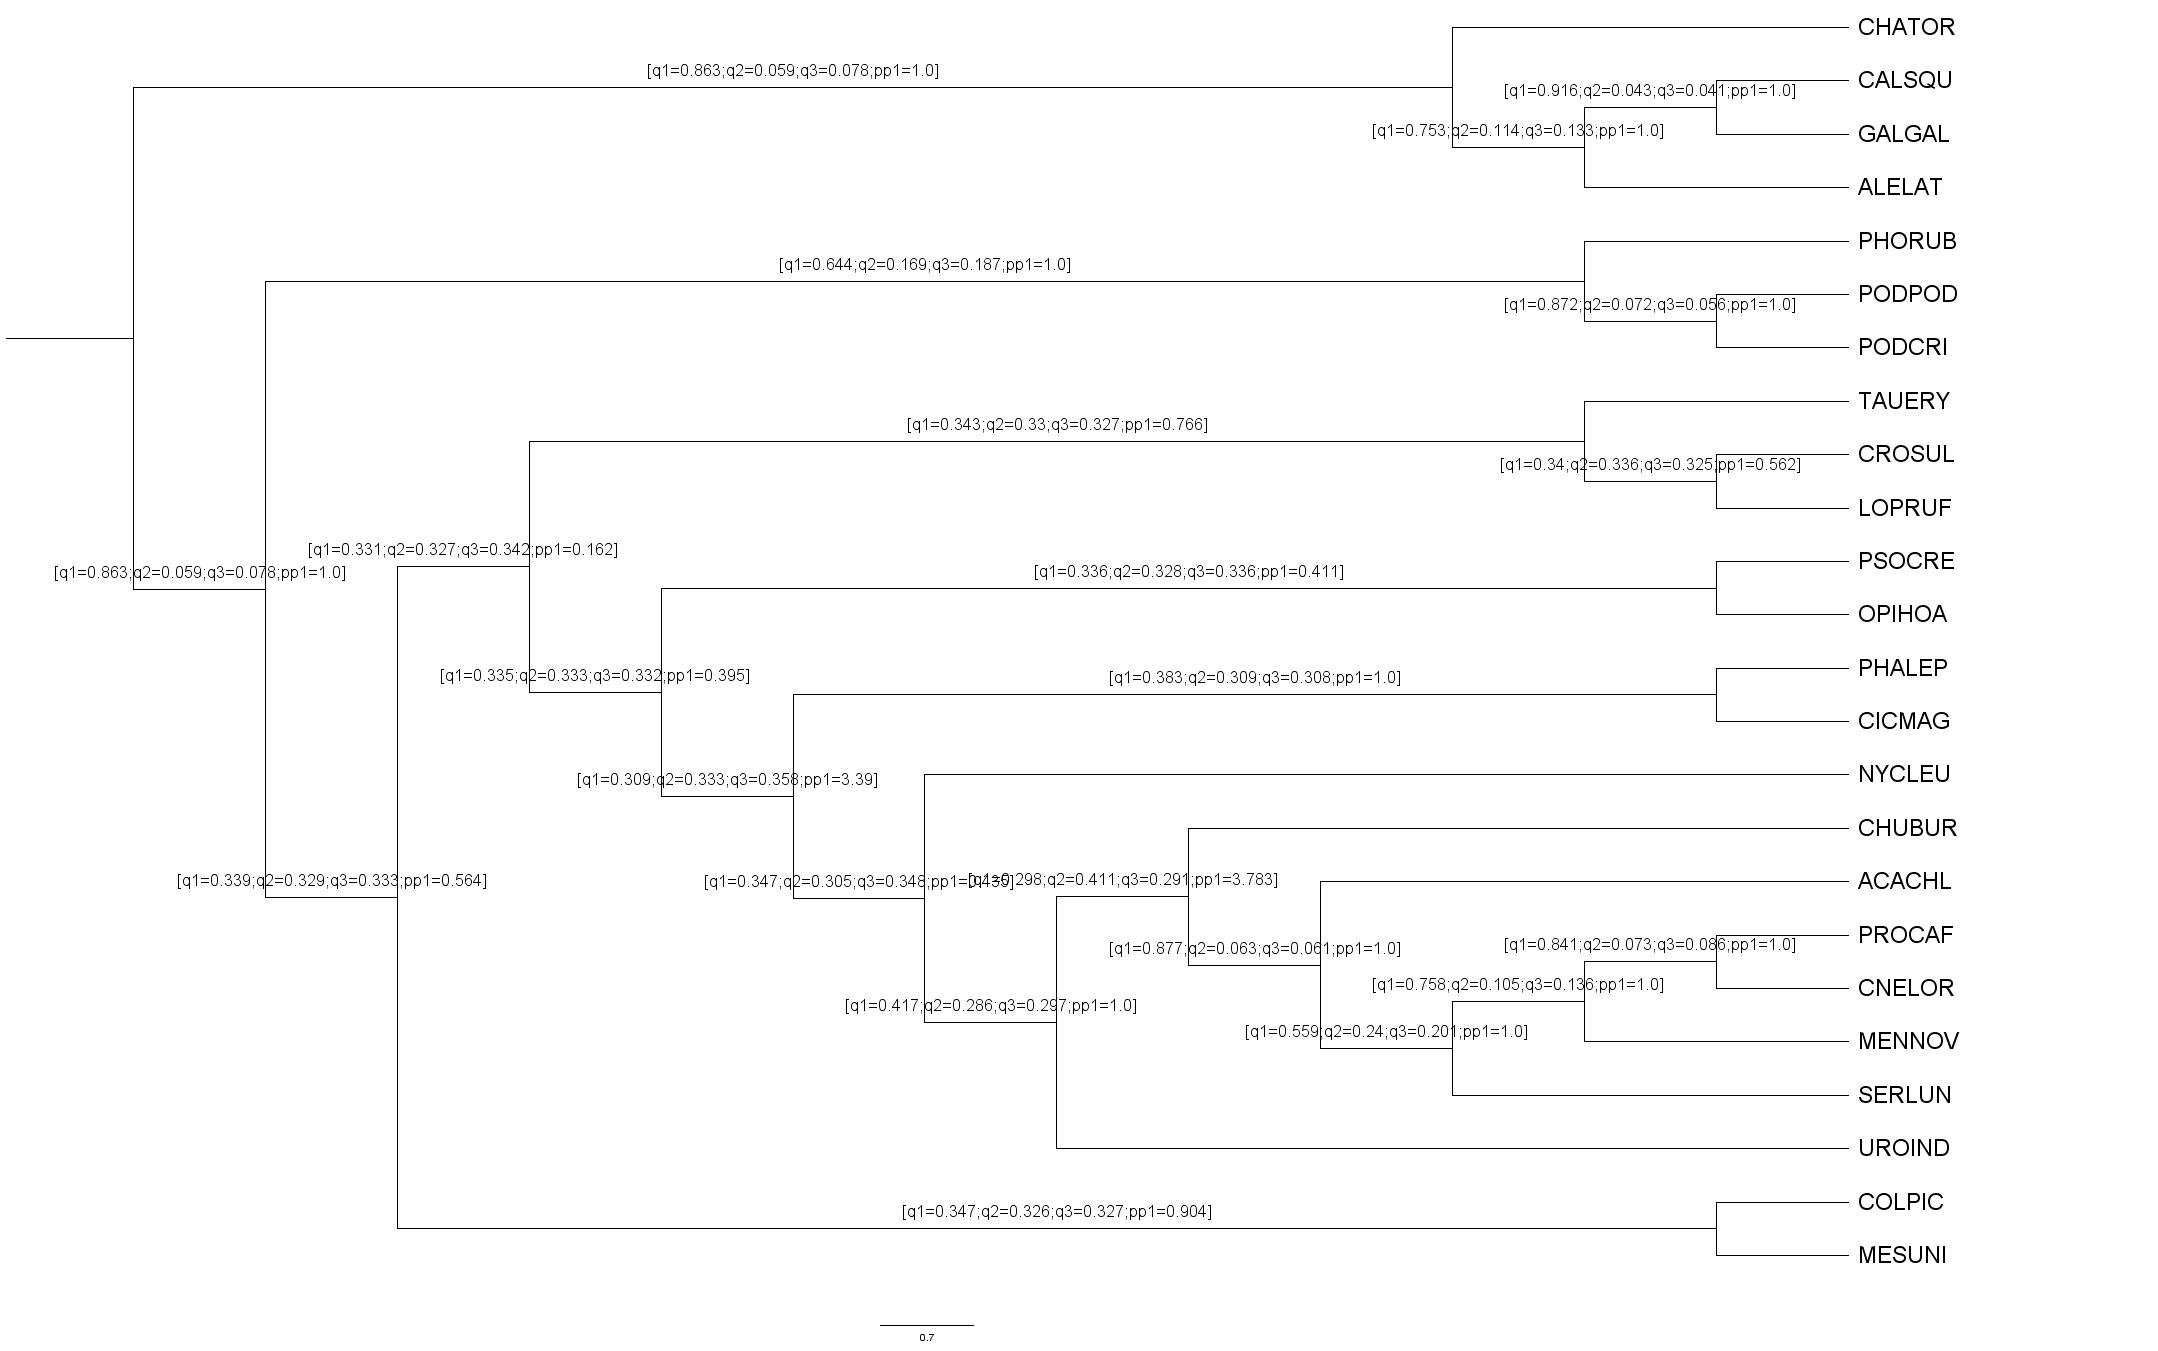 CHATOR
[q1=0.863;q2=0.059;q3=0.078;pp1=1.0]
CALSQU
[q1=0.916;q2=0.043;q3=0.041;pp1=1.0]
[q1=0.753;q2=0.114;q3=0.133;pp1=1.0]
GALGAL
ALELAT
PHORUB
[q1=0.644;q2=0.169;q3=0.187;pp1=1.0]
PODPOD
[q1=0.872;q2=0.072;q3=0.056;pp1=1.0]
PODCRI
TAUERY
[q1=0.343;q2=0.33;q3=0.327;pp1=0.766]
CROSUL
[q1=0.34;q2=0.336;q3=0.325;pp1=0.562]
LOPRUF
[q1=0.331;q2=0.327;q3=0.342;pp1=0.162]
PSOCRE
[q1=0.863;q2=0.059;q3=0.078;pp1=1.0]
[q1=0.336;q2=0.328;q3=0.336;pp1=0.411]
OPIHOA
PHALEP
[q1=0.335;q2=0.333;q3=0.332;pp1=0.395]
[q1=0.383;q2=0.309;q3=0.308;pp1=1.0]
CICMAG
NYCLEU
[q1=0.309;q2=0.333;q3=0.358;pp1=3.39]
CHUBUR
[q1=0.339;q2=0.329;q3=0.333;pp1=0.564]
[q1=0.347;q2=0.305;q3=0.348;
0.298;q2=0.411;q3=0.291;pp1=3.783]
ACACHL
PROCAF
[q1=0.877;q2=0.063;q3=0.061;pp1=1.0]
[q1=0.841;q2=0.073;q3=0.086;pp1=1.0]
[q1=0.758;q2=0.105;q3=0.136;pp1=1.0]
CNELOR
[q1=0.417;q2=0.286;q3=0.297;pp1=1.0]
[q1=0.559;q2=0.24;q3=0.201;pp1=1.0]
MENNOV
SERLUN
UROIND
COLPIC
[q1=0.347;q2=0.326;q3=0.327;pp1=0.904]
MESUNI
0.7